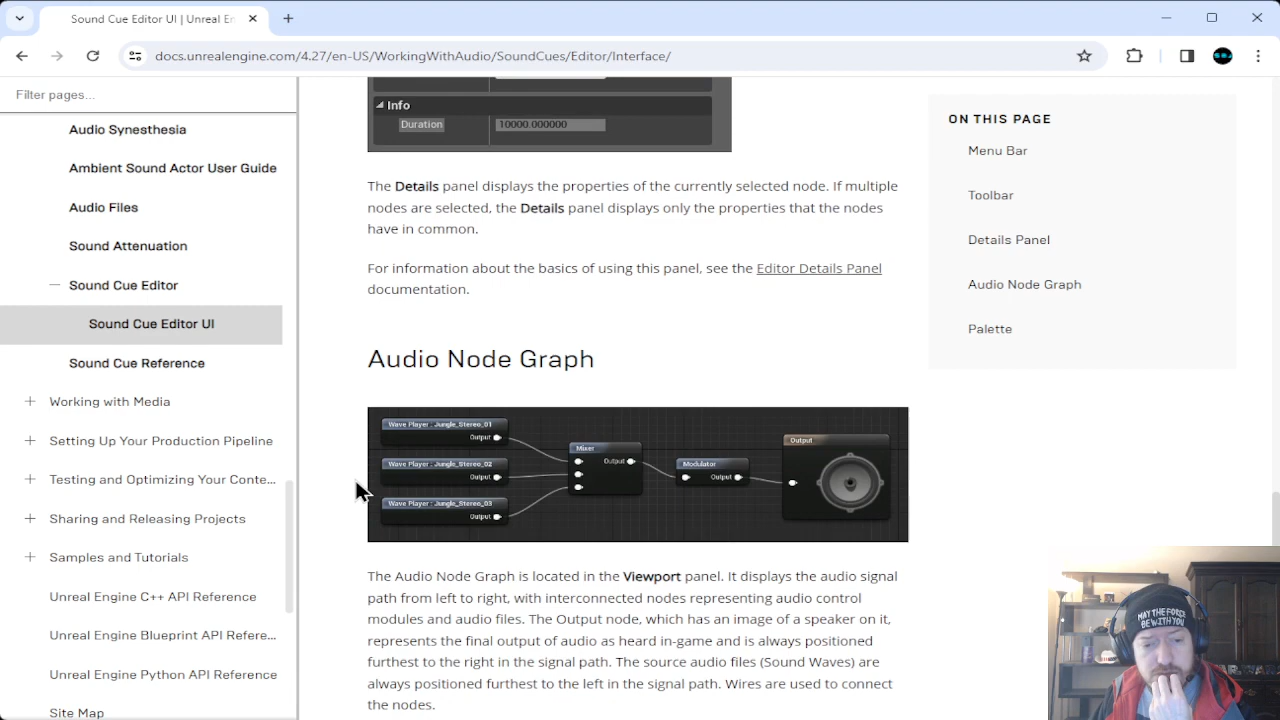 Sound Cue Editor UI | Unreal En
docs.unrealengine.com/4.27/en-US/WorkingWithAudio/SoundCues/Editor/Interface/
Filter pages...
Audio Synesthesia
Ambient Sound Actor User Guide
Audio Files
Sound Attenuation
Sound Cue Editor
Sound Cue Editor UI
Sound Cue Reference
Working with Media
Setting Up Your Production Pipeline
Testing and Optimizing Your Conte...
Sharing and Releasing Projects
Samples and Tutorials
Unreal Engine C++ API Reference
Unreal Engine Blueprint API Refere...
Unreal Engine Python API Reference
Site Map
Info
Duration 10000.000000
The Details panel displays the properties of the currently selected node. If multiple
nodes are selected, the Details panel displays only the properties that the nodes
have in common.
For information about the basics of using this panel, see the Editor Details Panel
documentation.
Audio Node Graph
Wave Player : Jungle_Stereo_01
Output
Wave Player : Jungle_Stereo_02
Output
Wave Player : Jungle_Stereo_03
Output
Mixer
Output
Modulator
Output
Output
The Audio Node Graph is located in the Viewport panel. It displays the audio signal
path from left to right, with interconnected nodes representing audio control
modules and audio files. The Output node, which has an image of a speaker on it,
represents the final output of audio as heard in-game and is always positioned
furthest to the right in the signal path. The source audio files (Sound Waves) are
always positioned furthest to the left in the signal path. Wires are used to connect
the nodes.
ON THIS PAGE
Menu Bar
Toolbar
Details Panel
Audio Node Graph
Palette
MAY THE
FORCE
BE WITH
YOU